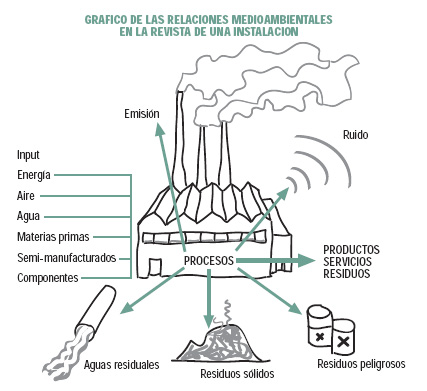 GRAFICO DE LAS RELACIONES MEDIOAMBIENTALES
EN LA REVISTA DE UNA INSTALACION
Emisión
Ruido
Input
Energía
Aire
Agua
Materias primas
Semi-manufacturados
Componentes
PROCESOS
PRODUCTOS
SERVICIOS
RESIDUOS
Aguas residuales
Residuos sólidos
Residuos peligrosos